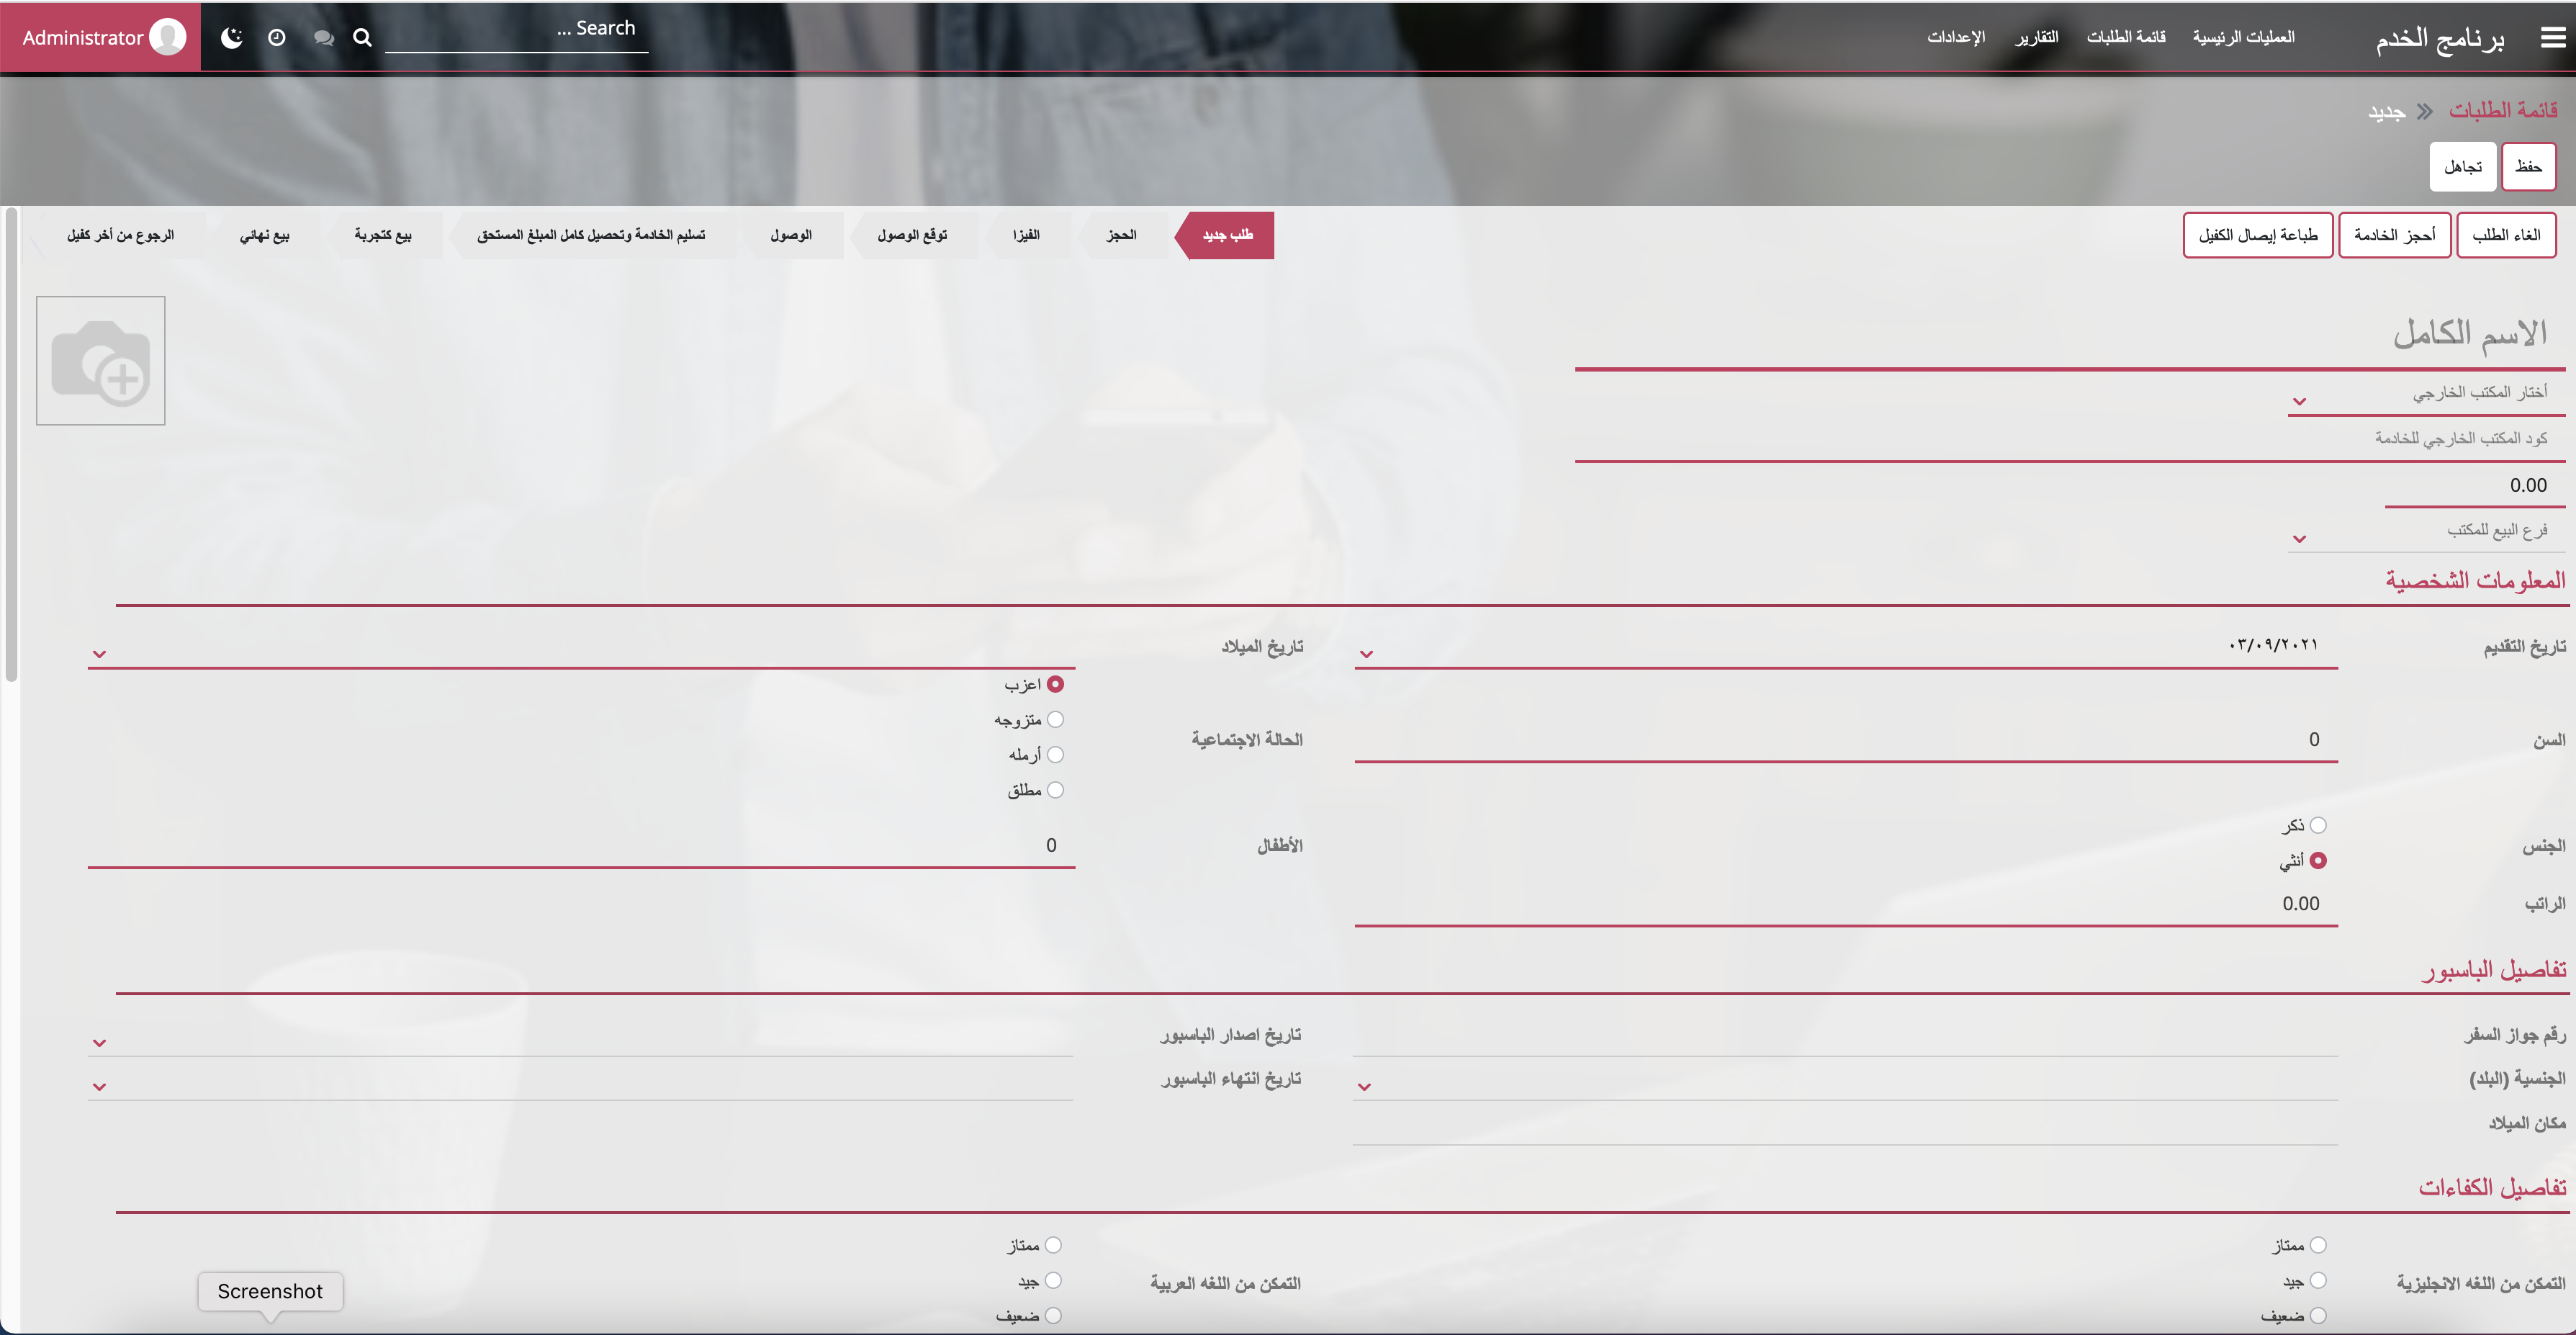 برنامج الخدم
العمليات الرئيسية
قائمة الطلبات
التقارير
الإعدادات
Search ...
Administrator
قائمة الطلبات » جديد
حفظ
تجاهل
الغاء الطلب
أحجز الخادمة
طباعة إيصال الكفيل
طلب جديد
الحجز
الفيزا
توقع الوصول
الوصول
تسليم الخادمة وتحصيل كامل المبلغ المستحق
بيع كتجربة
بيع نهائي
الرجوع من أخر كفيل
الاسم الكامل
أختار المكتب الخارجي
كود المكتب الخارجي للخادمة
0.00
فرع البيع للمكتب
المعلومات الشخصية
تاريخ التقديم
٠٣/٠٩/٢٠٢١
تاريخ الميلاد
السن
0
الحالة الاجتماعية
اعزب
متزوجه
أرمله
مطلق
الجنس
ذكر
أنثي
الأطفال
0
الراتب
0.00
تفاصيل الباسبور
رقم جواز السفر
تاريخ اصدار الباسبور
الجنسية (البلد)
تاريخ انتهاء الباسبور
مكان الميلاد
تفاصيل الكفاءات
التمكن من اللغه الانجليزية
ممتاز
جيد
ضعيف
التمكن من اللغه العربية
ممتاز
جيد
ضعيف
Screenshot